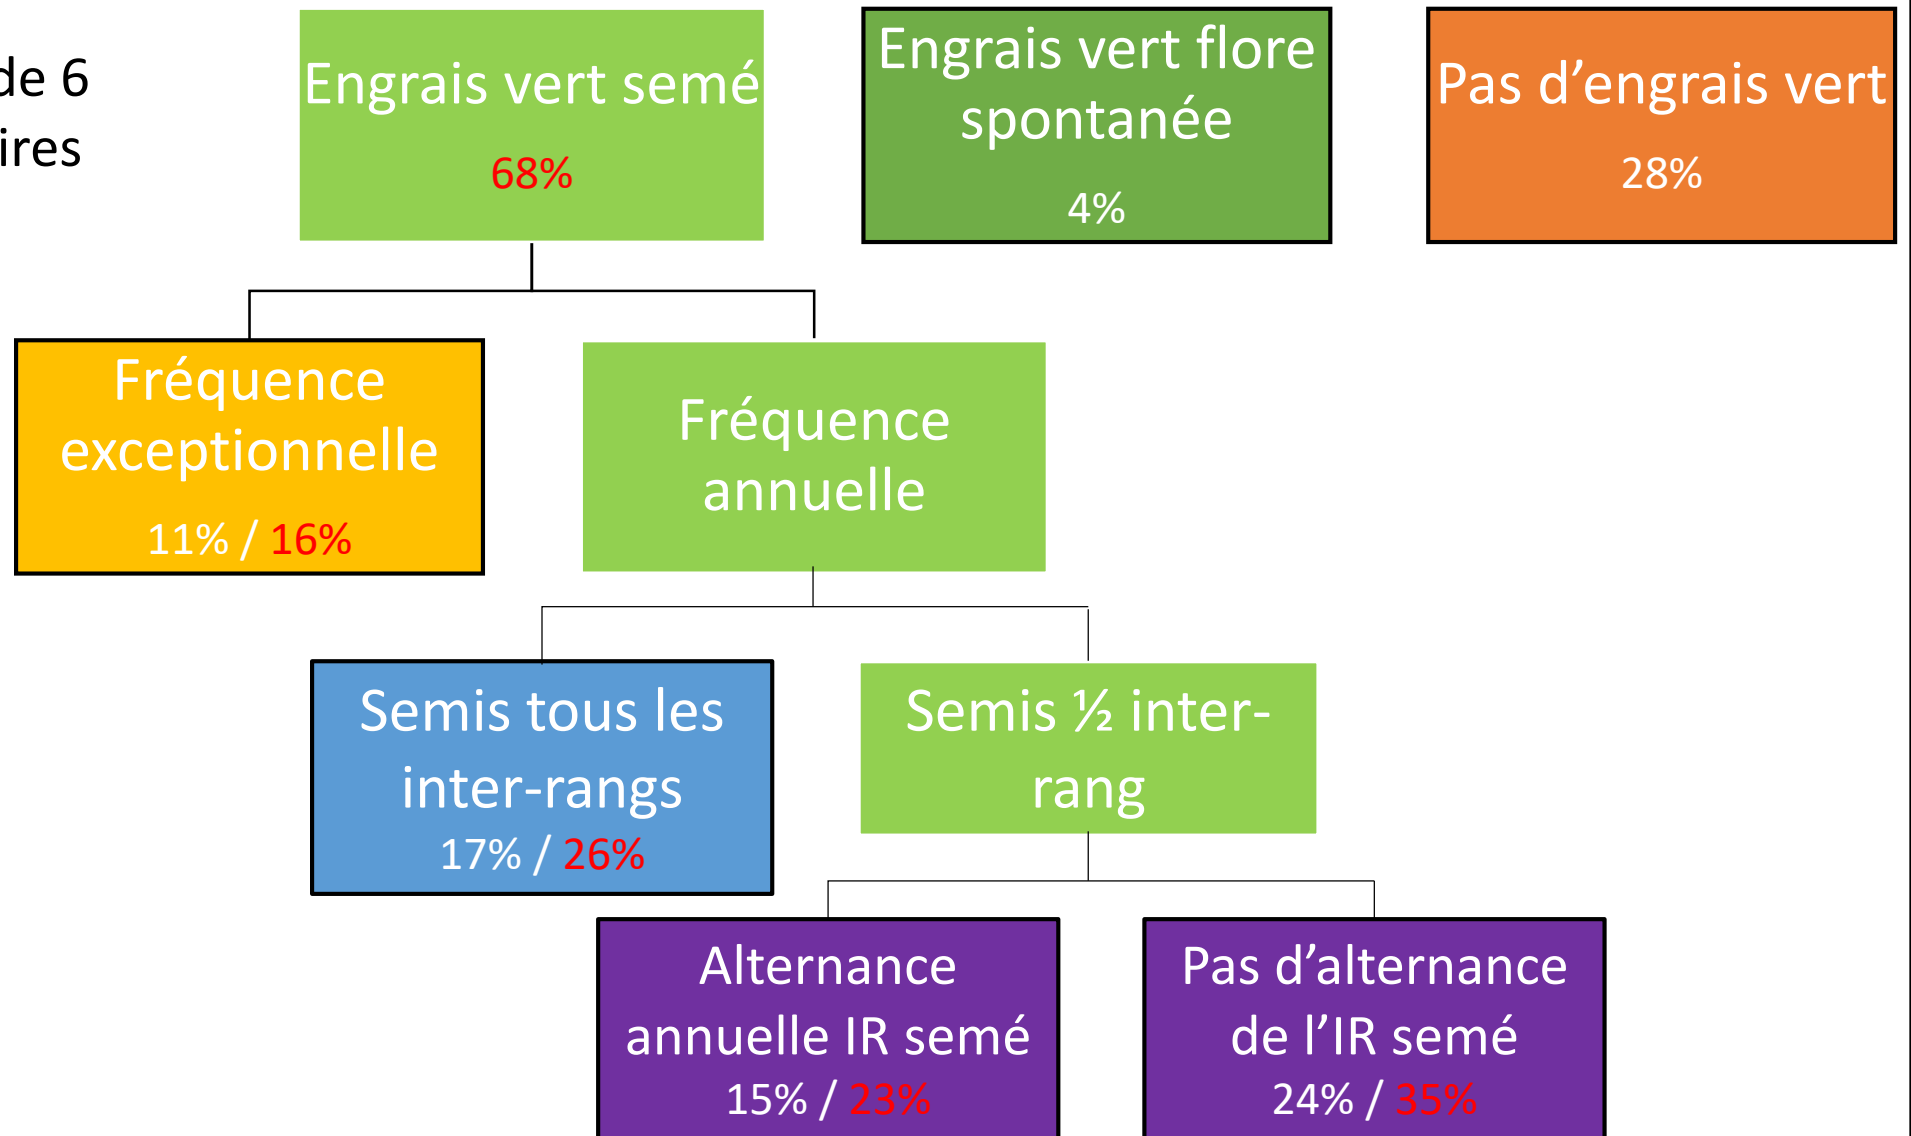 de 6
ires
Engrais vert semé
68%
Engrais vert flore
spontanée
4%
Pas d’engrais vert
28%
Fréquence
exceptionnelle
11% / 16%
Fréquence
annuelle
Semis tous les
inter-rangs
17% / 26%
Semis ½ inter-
rang
Alternance
annuelle IR semé
15% / 23%
Pas d’alternance
de l’IR semé
24% / 35%